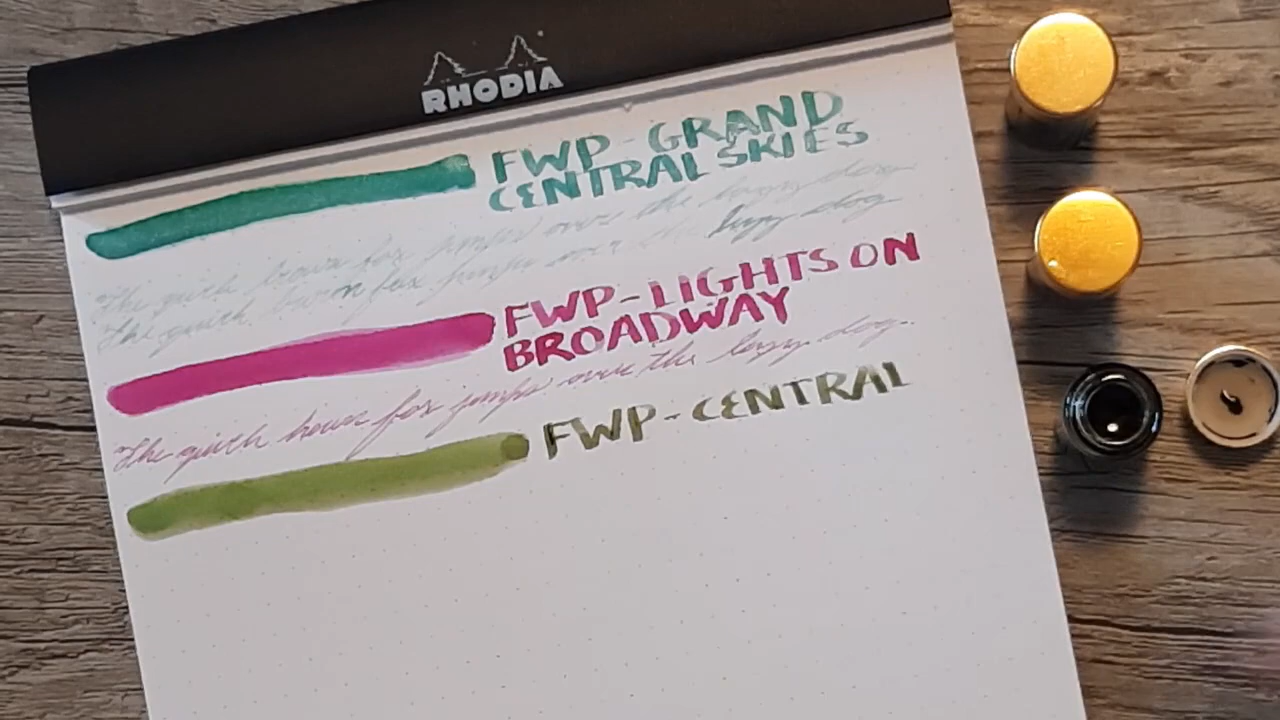 RHODIA
FWP - GRAND
CENTRAL SKIES
The quick brown fox jumps over the lazy dog
The quick brown fox jumps over the lazy dog
FWP - LIGHTS ON
BROADWAY
The quick brown fox jumps over the lazy dog.
FWP - CENTRAL